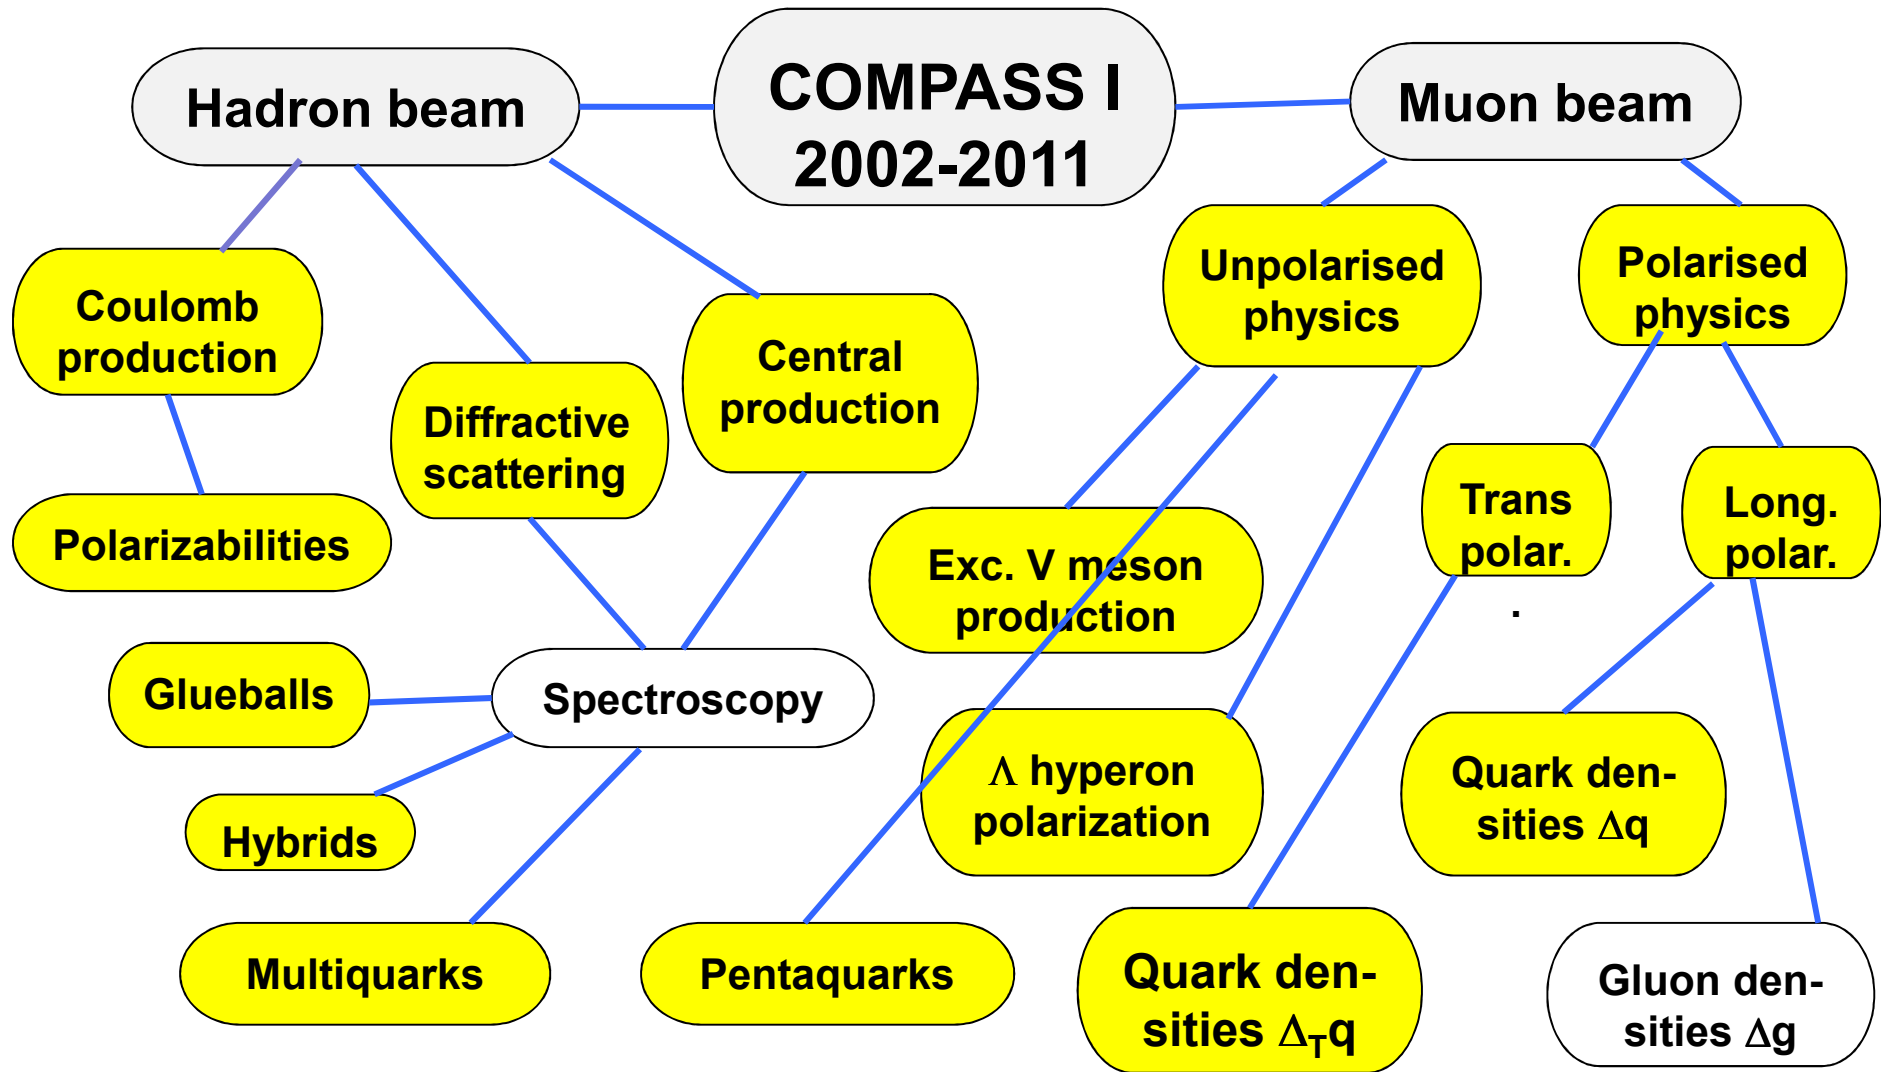 COMPASS I
2002-2011
Hadron beam
Muon beam
Coulomb
production
Diffractive
scattering
Central
production
Unpolarised
physics
Polarised
physics
Polarizabilities
Exc. V meson
production
Trans
polar.
.
Long.
polar.
Glueballs
Spectroscopy
Hybrids
Λ hyperon
polarization
Quark den-
sities Δq
Multiquarks
Pentaquarks
Quark den-
sities Δ_Tq
Gluon den-
sities Δg